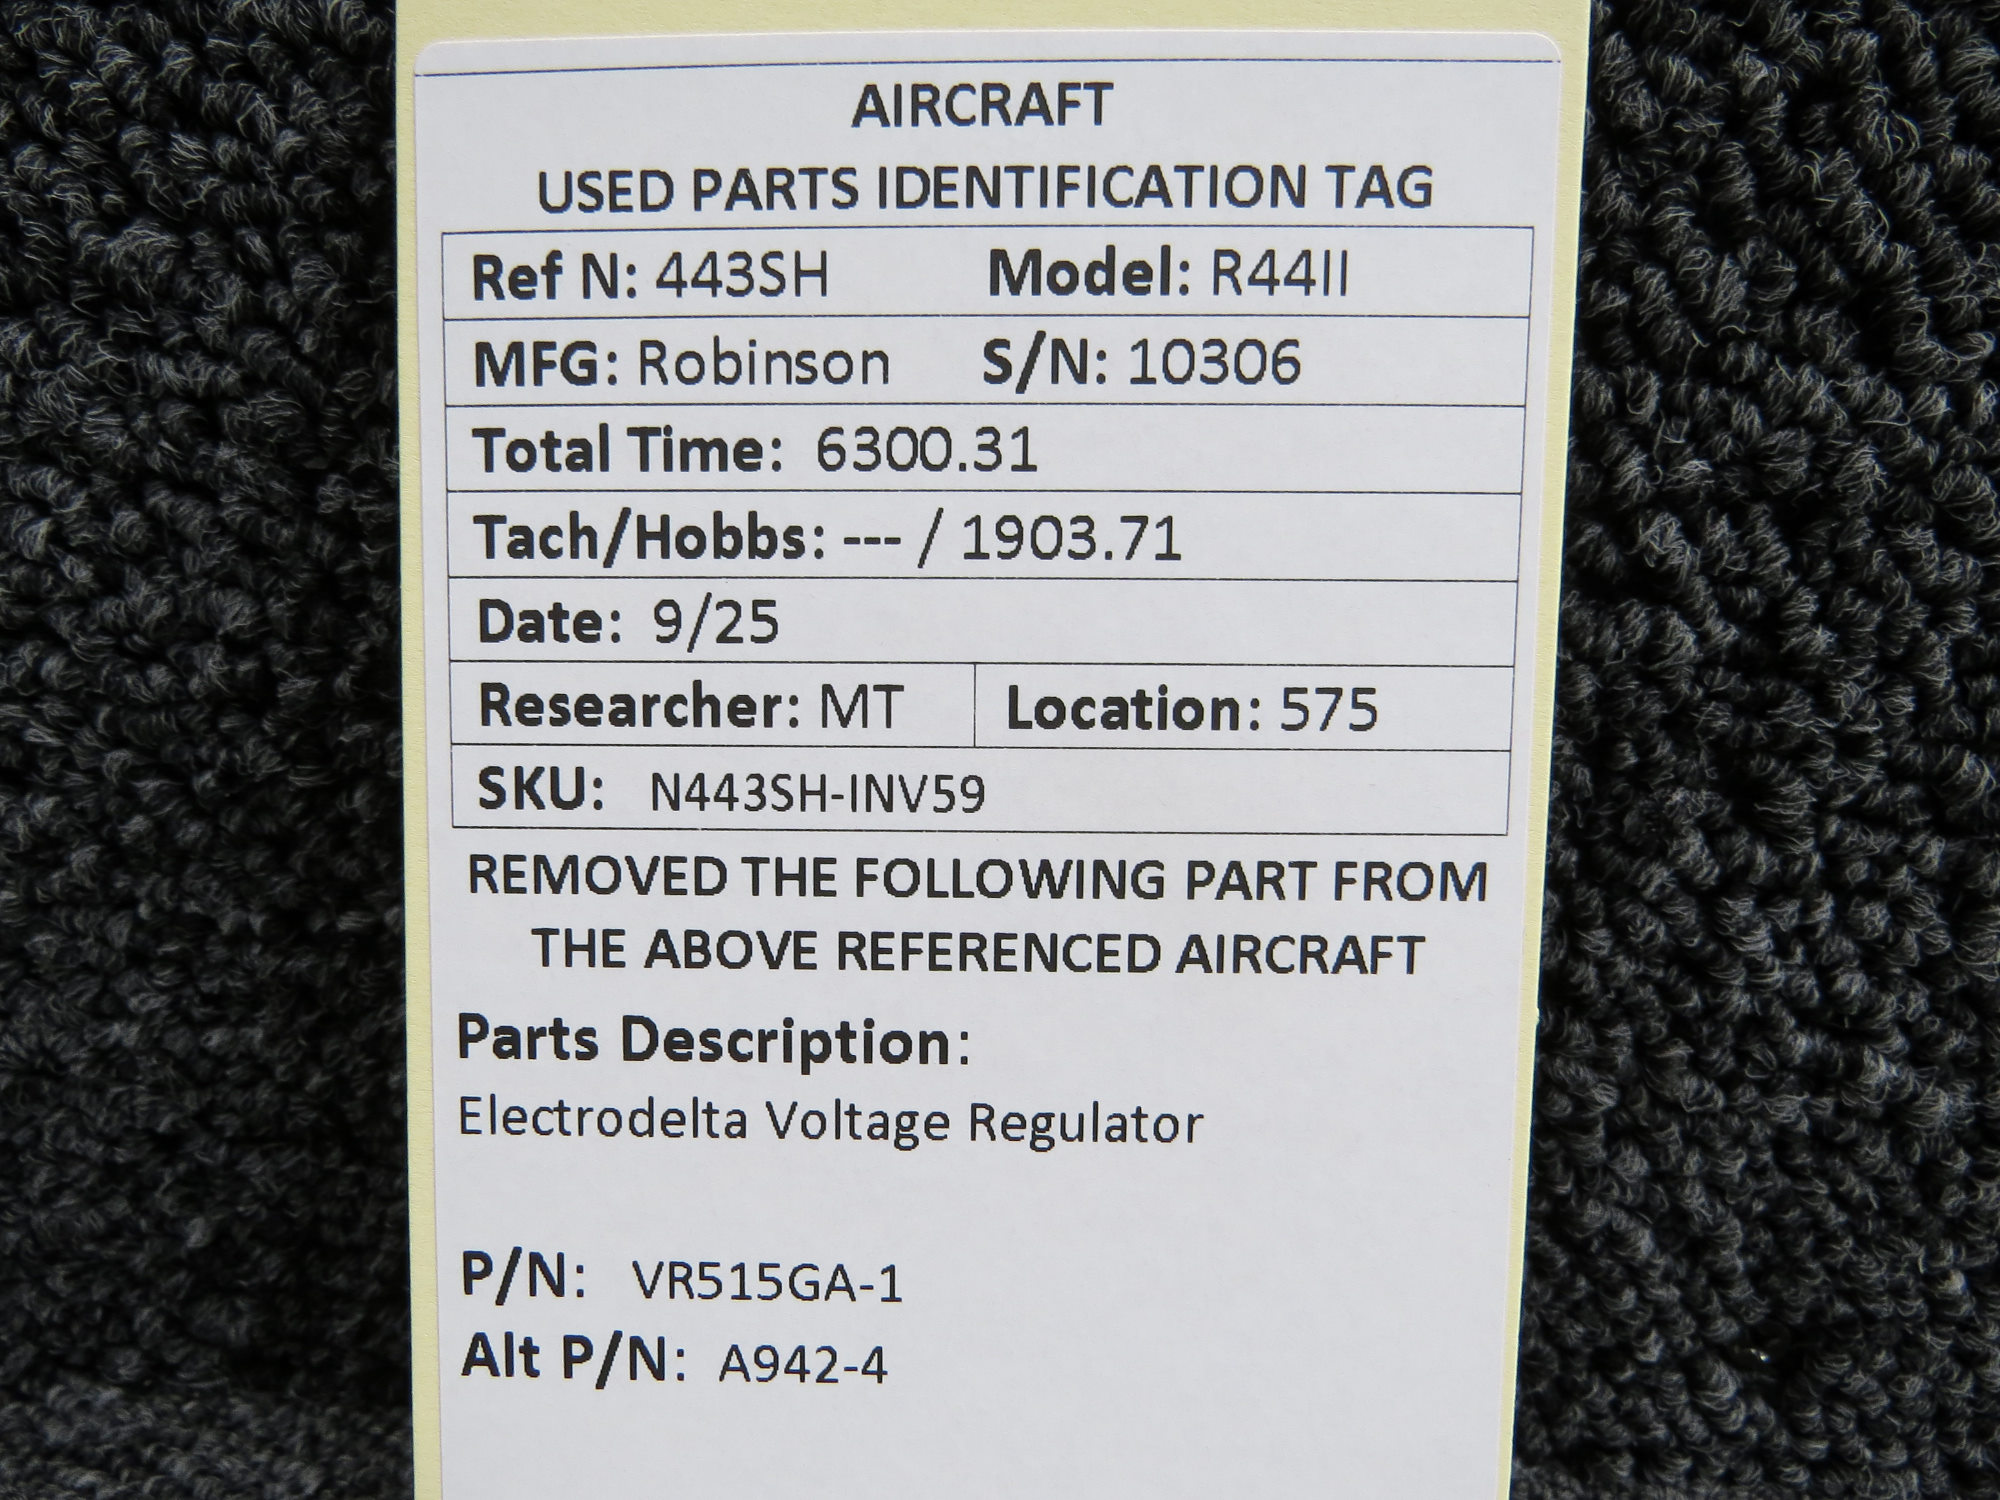 AIRCRAFT
USED PARTS IDENTIFICATION TAG
Ref N: 443SH Model: R44II
MFG: Robinson S/N: 10306
Total Time: 6300.31
Tach/Hobbs: --- / 1903.71
Date: 9/25
Researcher: MT Location: 575
SKU: N443SH-INV59
REMOVED THE FOLLOWING PART FROM
THE ABOVE REFERENCED AIRCRAFT
Parts Description:
Electrodelta Voltage Regulator
P/N: VR515GA-1
Alt P/N: A942-4